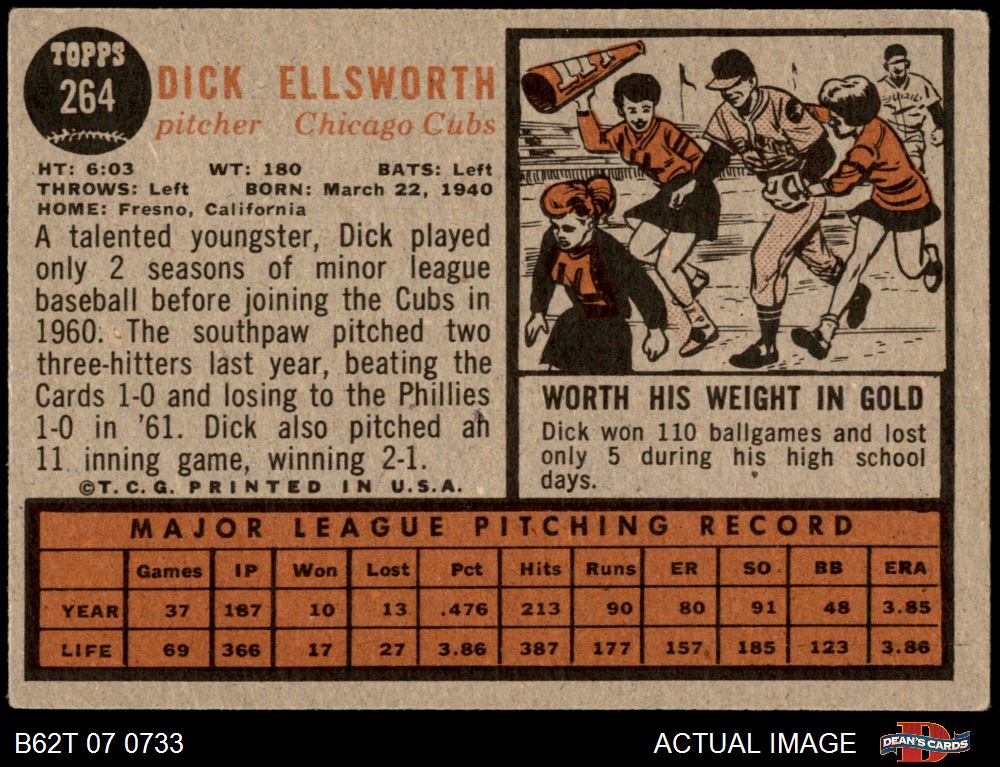 TOPPS
264
DICK ELLSWORTH
pitcher Chicago Cubs
HT: 6:03 WT: 180 BATS: Left
THROWS: Left BORN: March 22, 1940
HOME: Fresno, California
A talented youngster, Dick played
only 2 seasons of minor league
baseball before joining the Cubs in
1960. The southpaw pitched two
three-hitters last year, beating the
Cards 1-0 and losing to the Phillies
1-0 in '61. Dick also pitched an
11 inning game, winning 2-1.
©T.C.G. PRINTED IN U.S.A.
WORTH HIS WEIGHT IN GOLD
Dick won 110 ballgames and lost
only 5 during his high school
days.
MAJOR LEAGUE PITCHING RECORD
Games IP Won Lost Pct Hits Runs ER SO BB ERA
YEAR 37 187 10 13 .476 213 90 80 91 48 3.85
LIFE 69 366 17 27 3.86 387 177 157 185 123 3.86
B62T 07 0733
ACTUAL IMAGE
DEAN'S CARDS